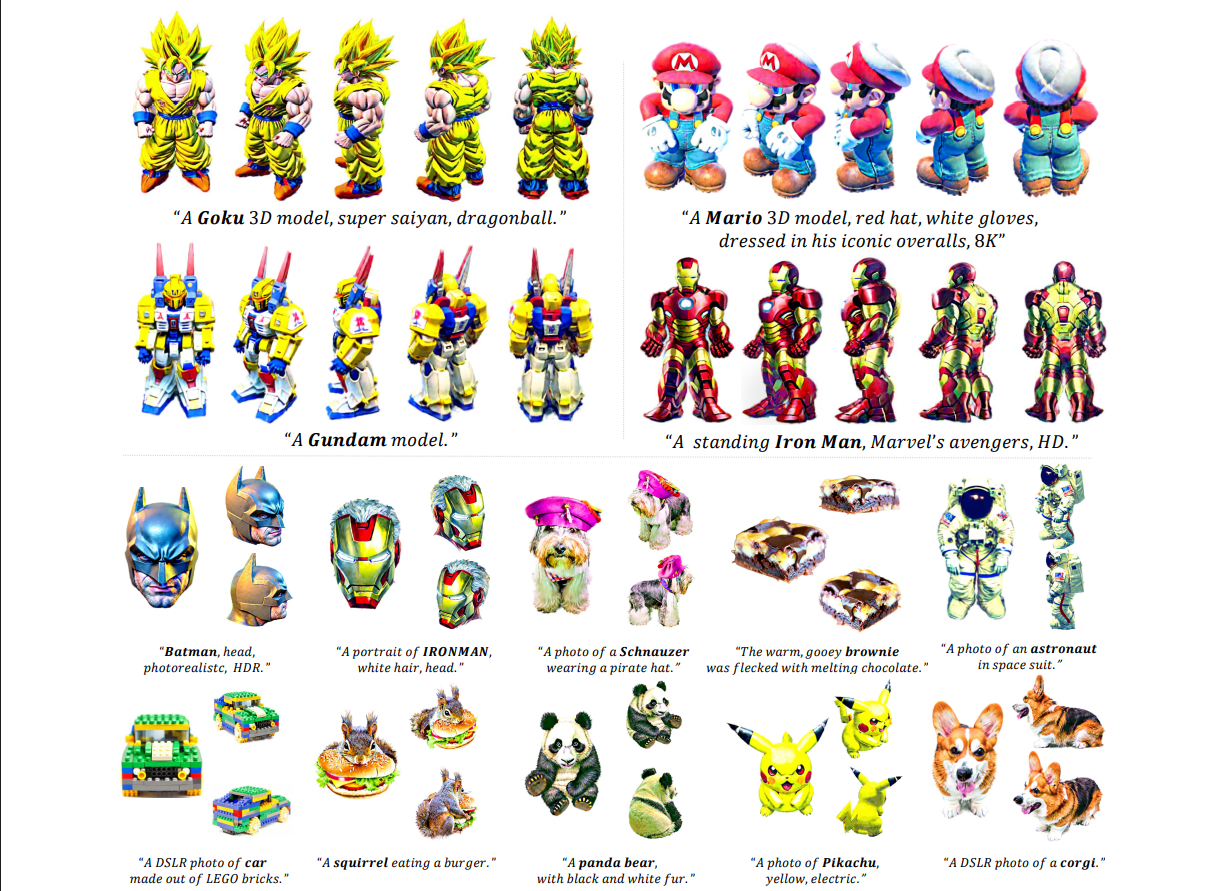 “A Goku 3D model, super saiyan, dragonball.”
“A Mario 3D model, red hat, white gloves,
dressed in his iconic overalls, 8K”
“A Gundam model.”
“A standing Iron Man, Marvel’s avengers, HD.”
“Batman, head,
photorealistc, HDR.”
“A portrait of IRONMAN,
white hair, head.”
“A photo of a Schnauzer
wearing a pirate hat.”
“The warm, gooey brownie
was flecked with melting chocolate.”
“A photo of an astronaut
in space suit.”
“A DSLR photo of car
made out of LEGO bricks.”
“A squirrel eating a burger.”
“A panda bear,
with black and white fur.”
“A photo of Pikachu,
yellow, electric.”
“A DSLR photo of a corgi.”